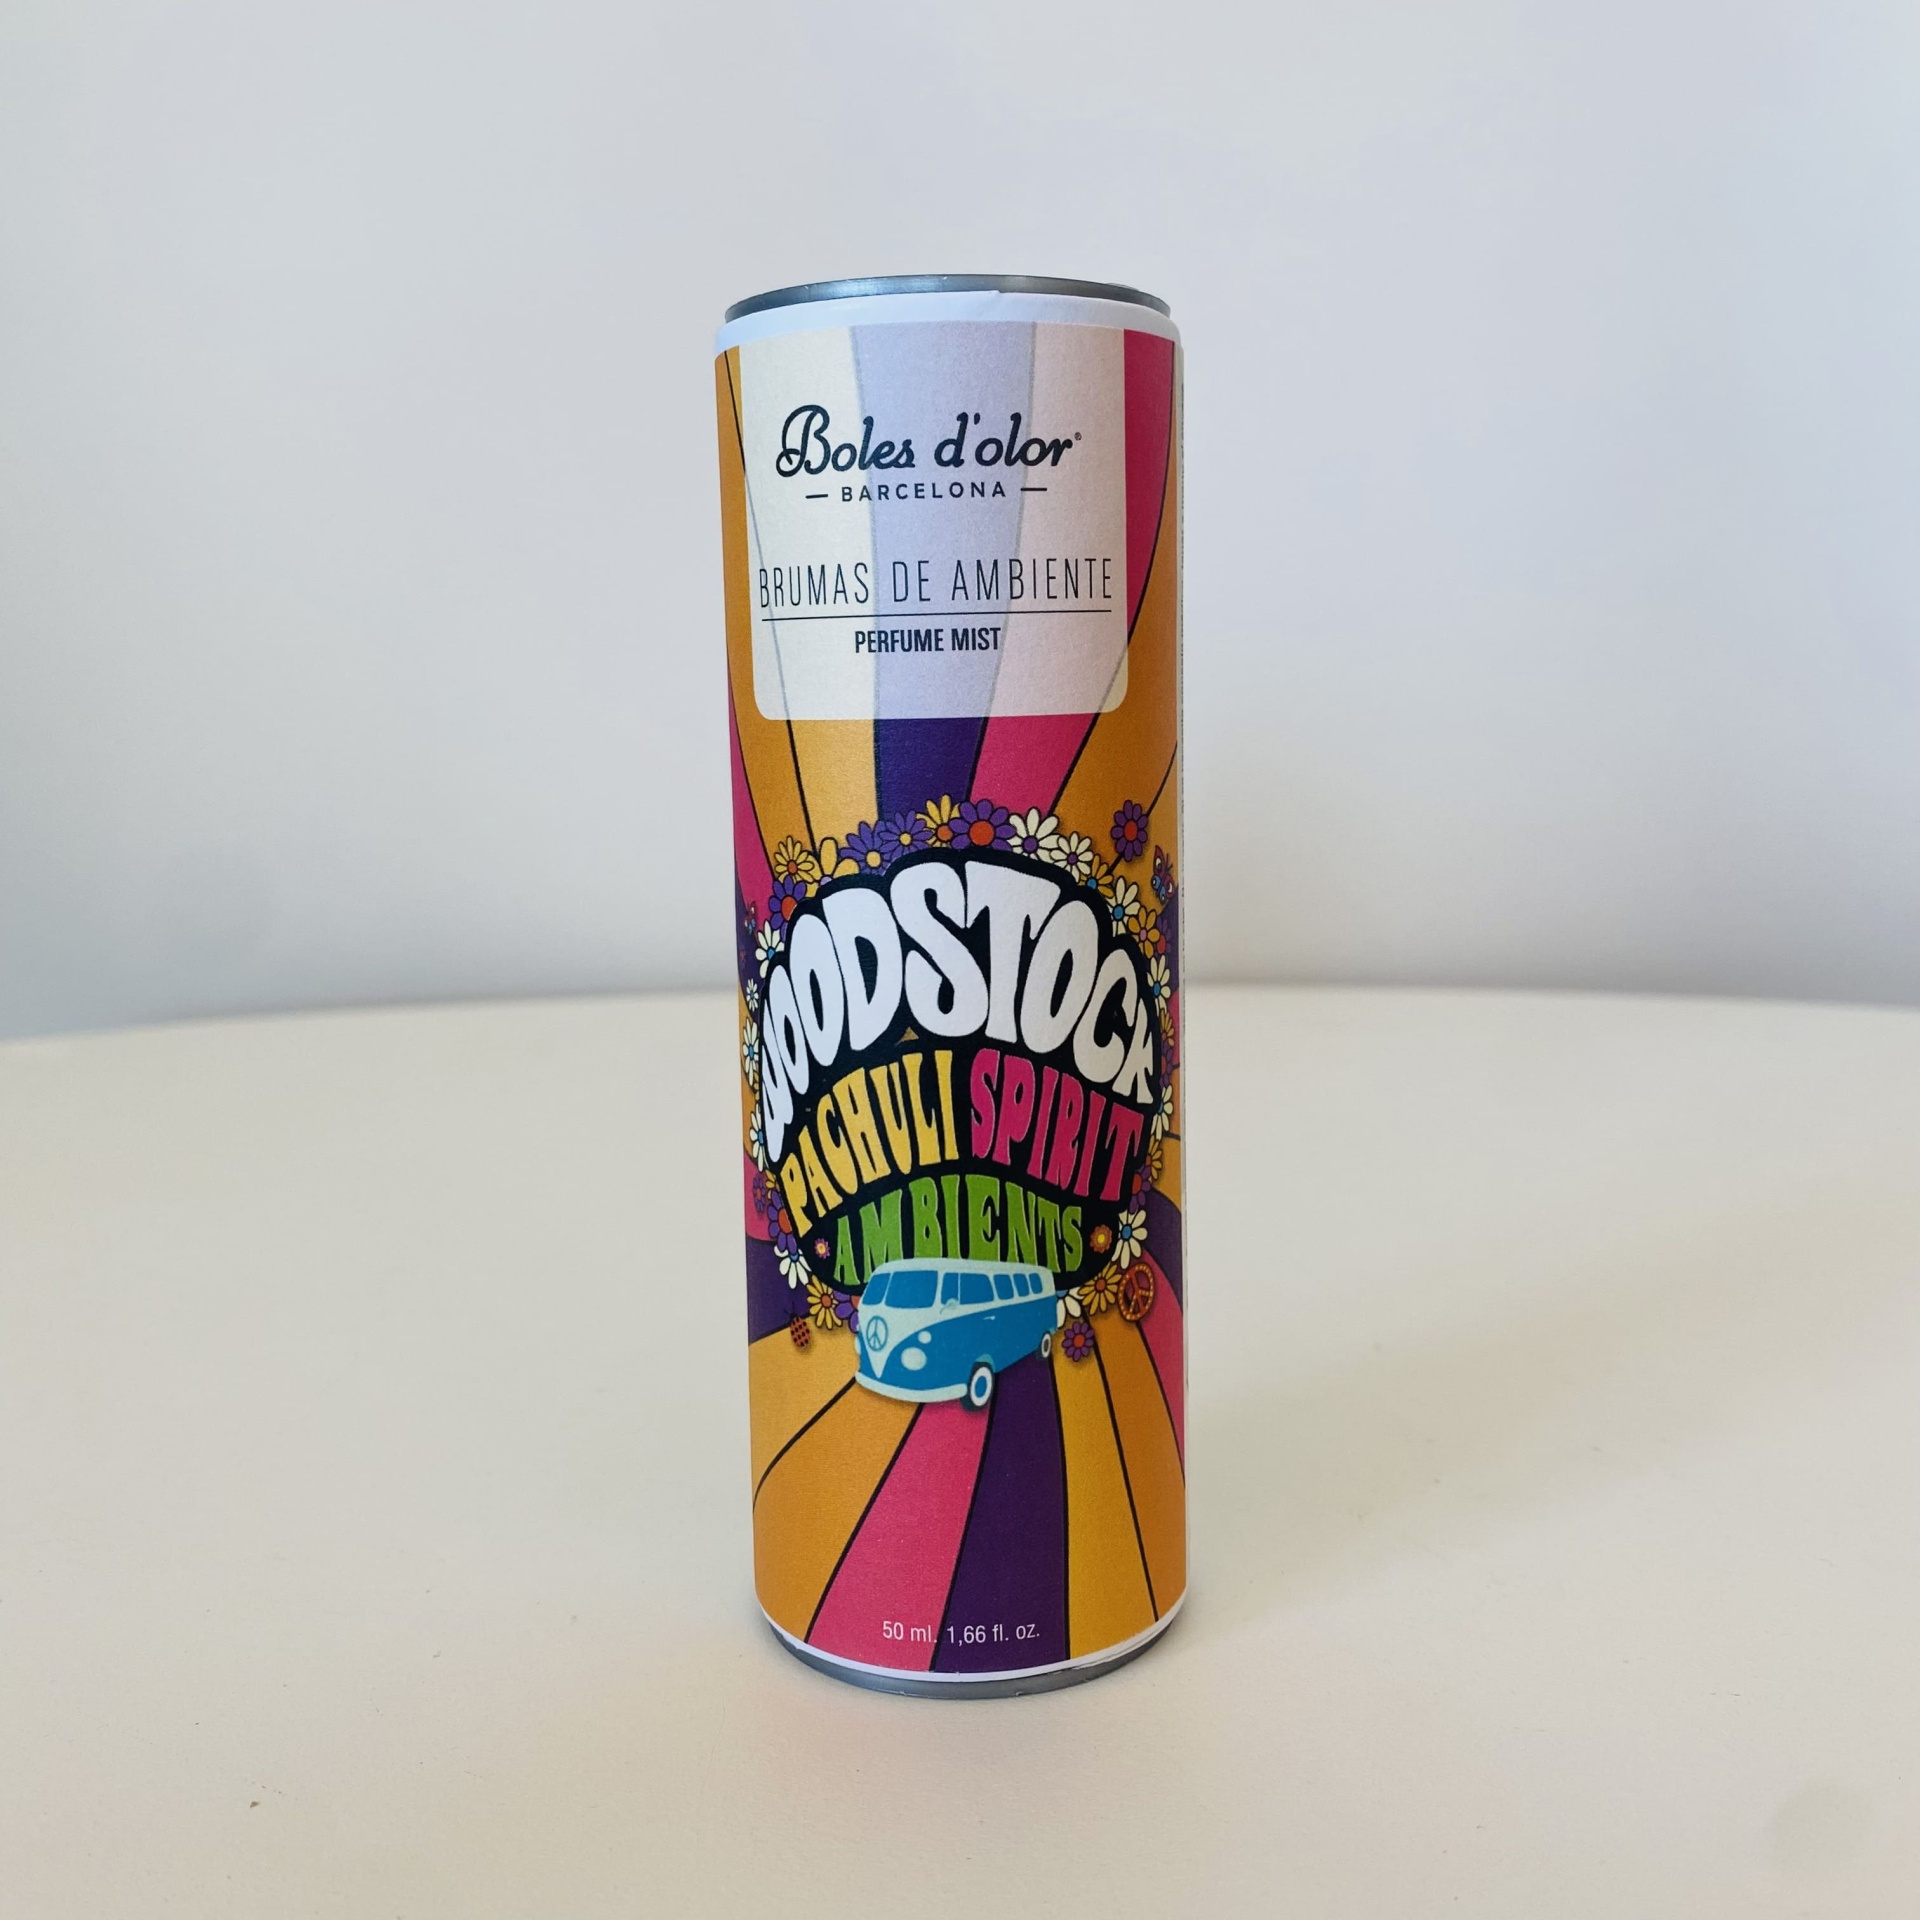 Boles d'olor®
— BARCELONA —
BRUMAS DE AMBIENTE
PERFUME MIST
WOODSTOCK
PACHULI SPIRIT
AMBIENTS
50 ml. 1,66 fl. oz.